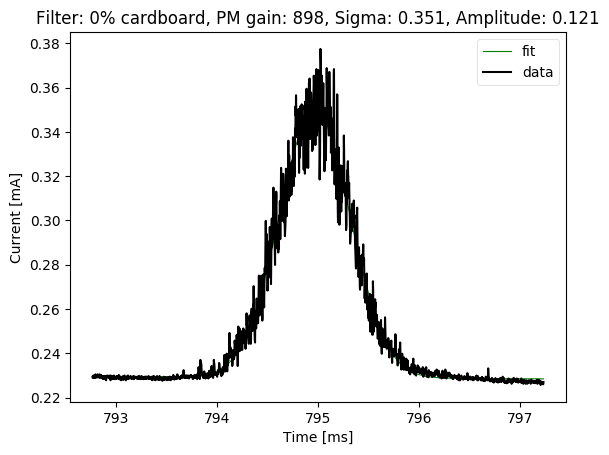 Filter: 0% cardboard, PM gain: 898, Sigma: 0.351, Amplitude: 0.121
fit
data
0.38
0.36
0.34
0.32
0.30
0.28
0.26
0.24
0.22
Current [mA]
793 794 795 796 797
Time [ms]